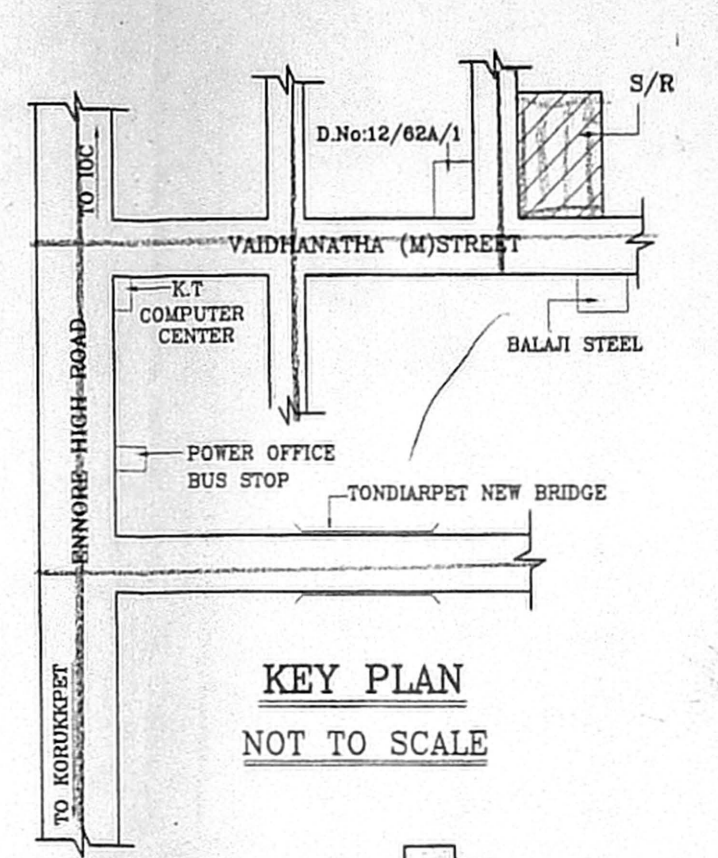 S/R
D.No:12/62A/1
TO IOC
VAIDHANATHA (M)STREET
K.T
COMPUTER
CENTER
BALAJI STEEL
ENNORE HIGH ROAD
POWER OFFICE
BUS STOP
TONDIARPET NEW BRIDGE
TO KORUKKPET
KEY PLAN
NOT TO SCALE